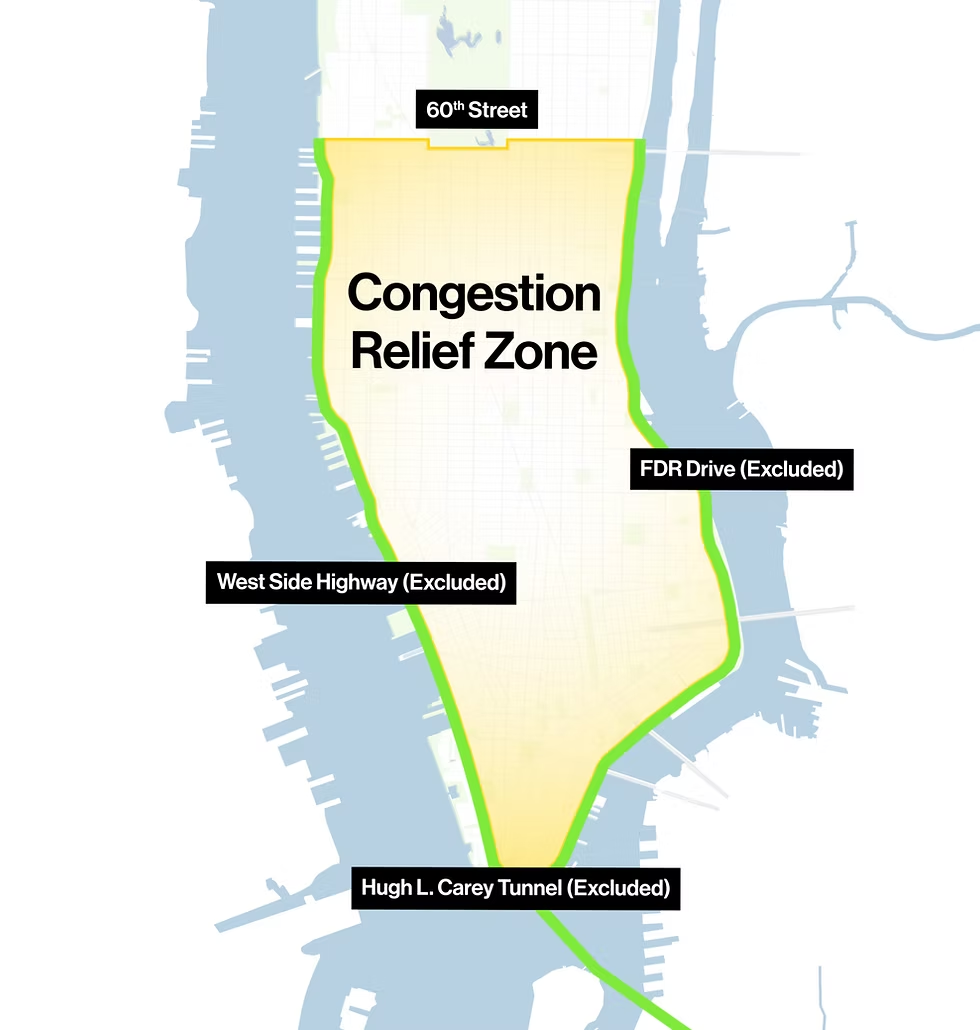 60th Street
Congestion
Relief Zone
FDR Drive (Excluded)
West Side Highway (Excluded)
Hugh L. Carey Tunnel (Excluded)